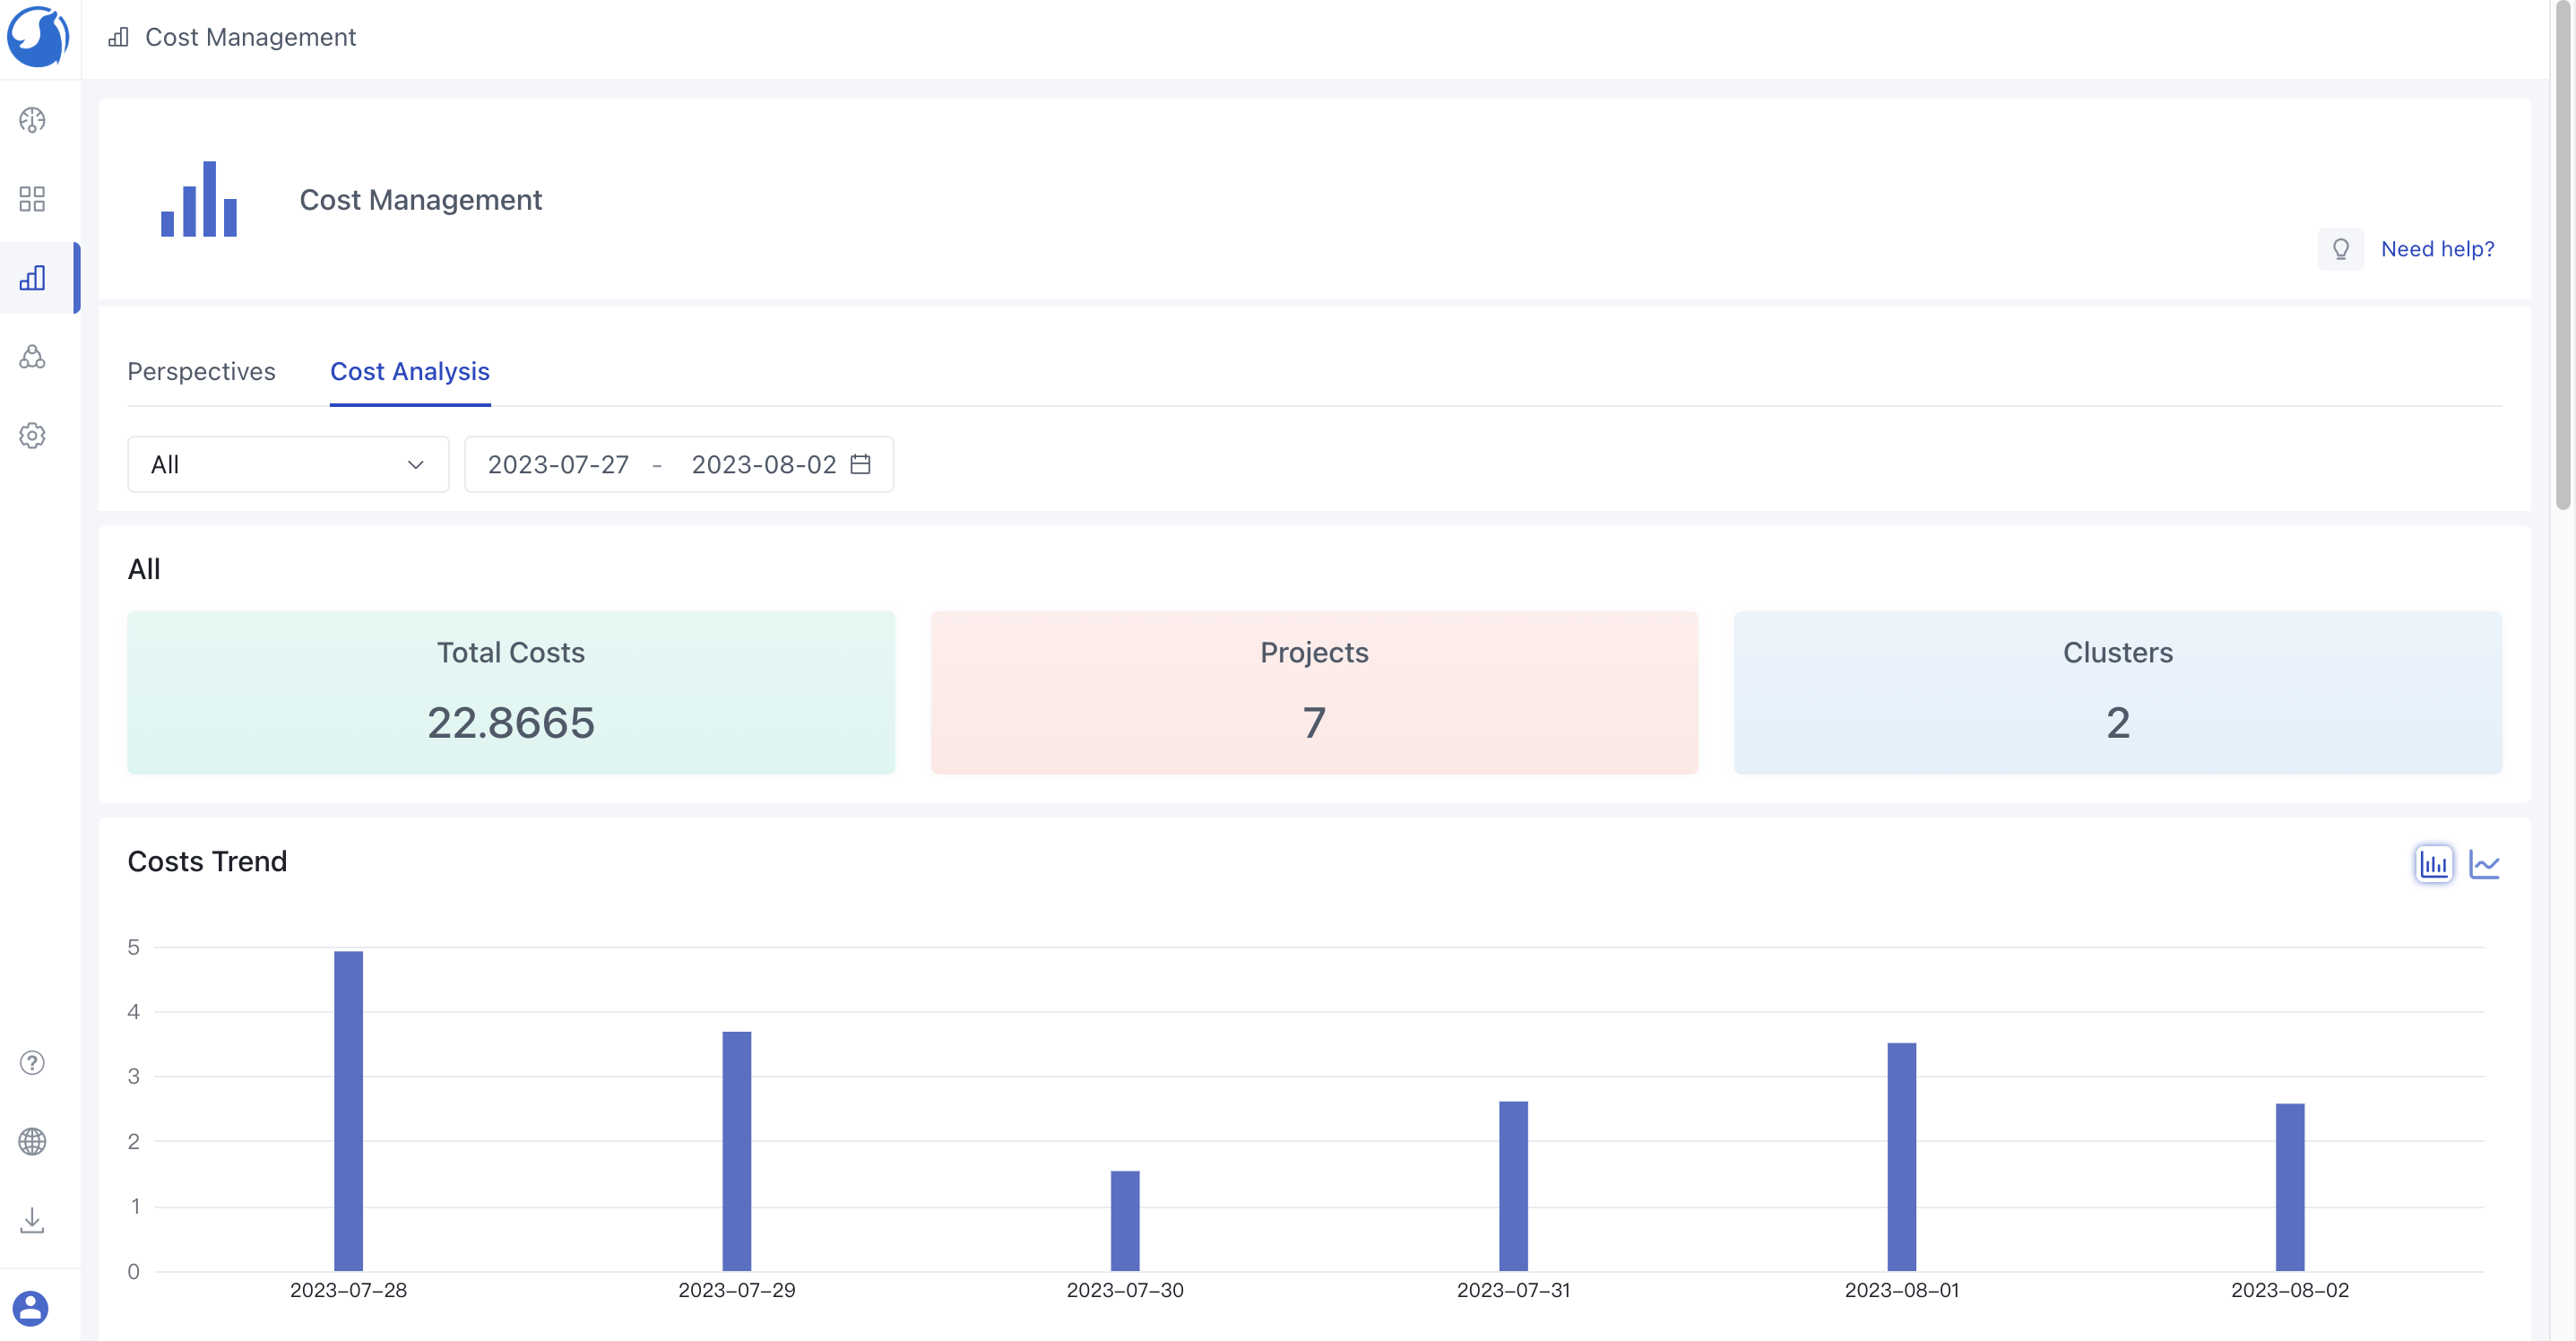 Cost Management
Cost Management
Need help?
Perspectives Cost Analysis
All 2023-07-27 - 2023-08-02
All
Total Costs Projects Clusters
22.8665 7 2
Costs Trend
5
4
3
2
1
0
2023-07-28 2023-07-29 2023-07-30 2023-07-31 2023-08-01 2023-08-02